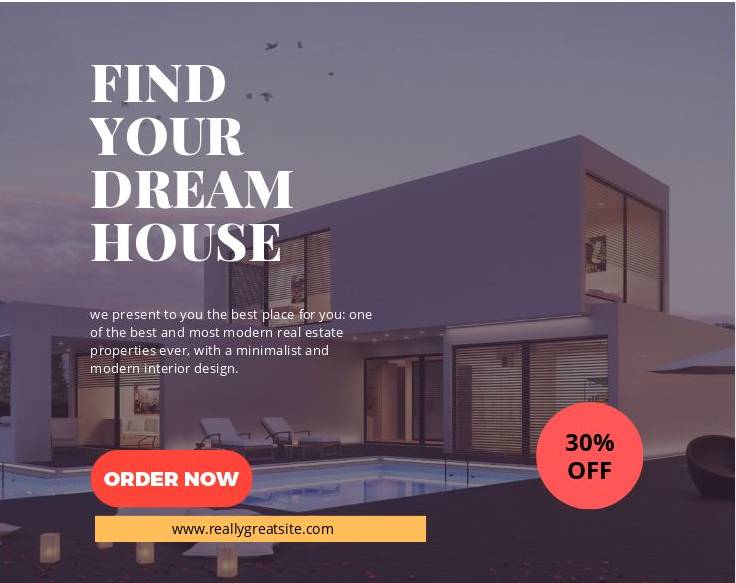 FIND
YOUR
DREAM
HOUSE
we present to you the best place for you: one
of the best and most modern real estate
properties ever, with a minimalist and
modern interior design.
30%
OFF
ORDER NOW
www.reallygreatsite.com